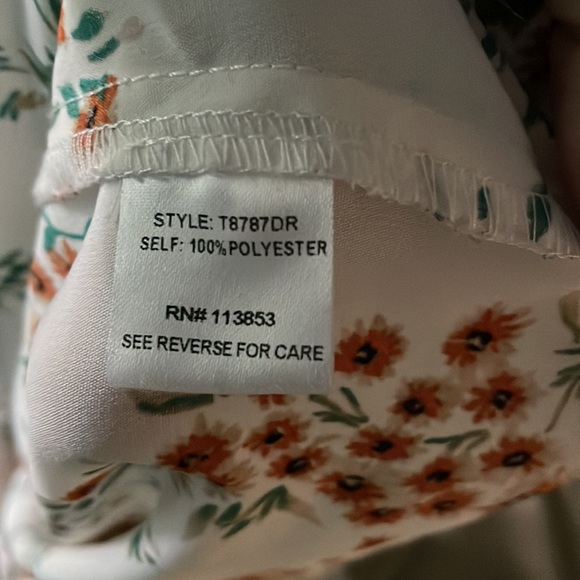 STYLE: T8787DR
SELF: 100% POLYESTER
RN# 113853
SEE REVERSE FOR CARE